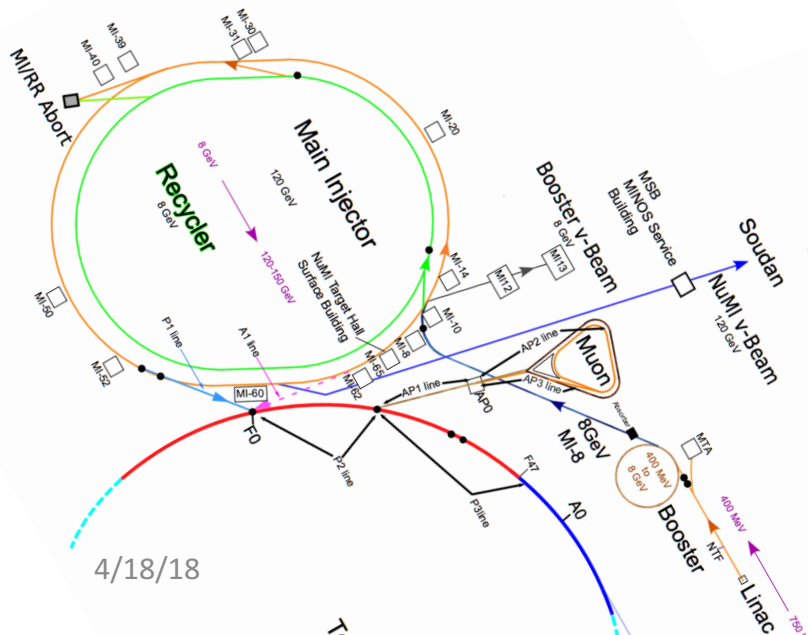 MI-30
MI-31
MI-39
MI-40
MI/RR Abort
MI-20
Main Injector
120 GeV
8 GeV
120-150 GeV
Recycler
8 GeV
Booster ν-Beam
8 GeV
MSB
MINOS Service
Building
Soudan
NuMI ν-Beam
120 GeV
MI12
MI13
MI-14
MI-10
MI-8
MI-65
MI-62
NuMI Target Hall
Surface Building
MI-50
MI-52
P1 line
A1 line
MI-60
F0
AP1 line
AP2 line
AP3 line
AP0
Muon
8GeV
MI-8
Absorber
MTA
400 MeV
to
8 GeV
Booster
P2 line
P3line
F47
A0
400 MeV
NTF
Linac
4/18/18